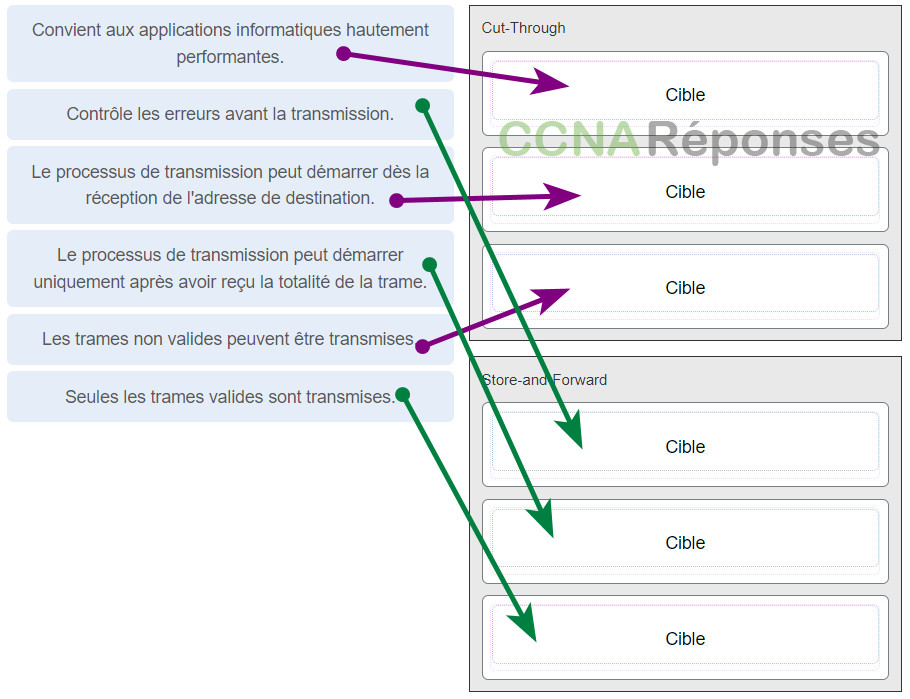 Convient aux applications informatiques hautement
performantes.
Contrôle les erreurs avant la transmission.
Le processus de transmission peut démarrer dès la
réception de l'adresse de destination.
Le processus de transmission peut démarrer
uniquement après avoir reçu la totalité de la trame.
Les trames non valides peuvent être transmises.
Seules les trames valides sont transmises.
Cut-Through
Cible
CCNA Réponses
Cible
Cible
Store-and Forward
Cible
Cible
Cible